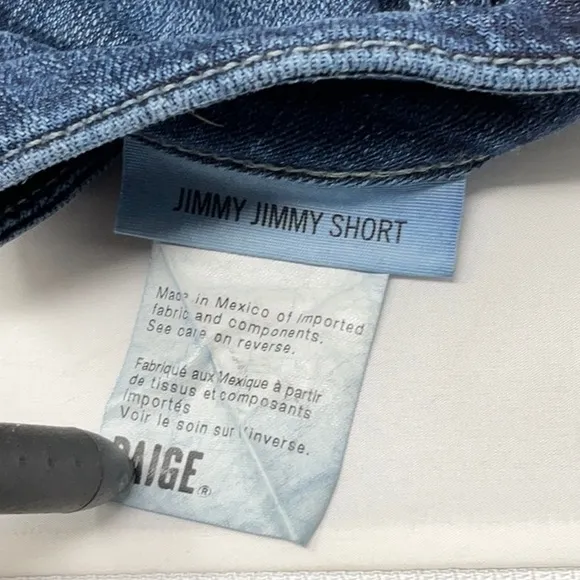 JIMMY JIMMY SHORT
Made in Mexico of Imported
fabric and components.
See care on reverse.
Fabriqué aux Mexique à partir
de tissus et composants
Importés
Voir le soin sur l'inverse.
PAIGE®